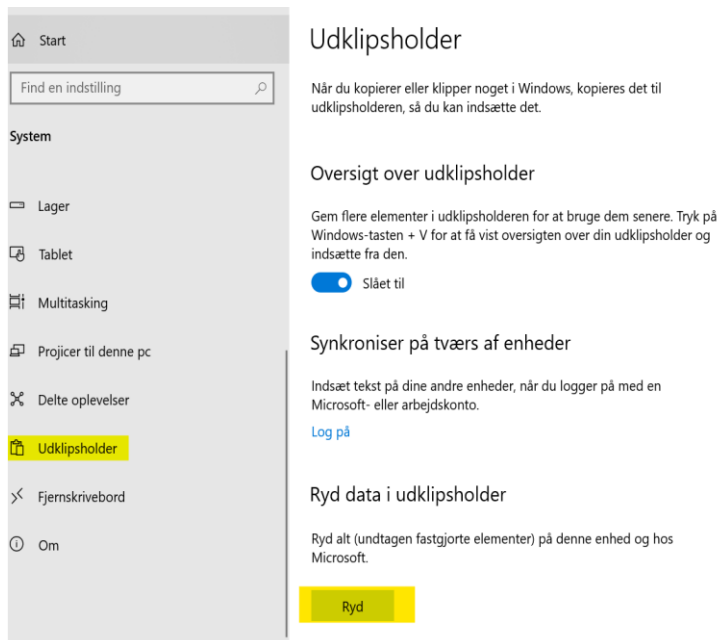 Start
Find en indstilling
System
Lager
Tablet
Multitasking
Projicer til denne pc
Delte oplevelser
Udklipsholder
Fjernskrivebord
Om
Udklipsholder
Når du kopierer eller klipper noget i Windows, kopieres det til
udklipsholderen, så du kan indsætte det.
Oversigt over udklipsholder
Gem flere elementer i udklipsholderen for at bruge dem senere. Tryk på
Windows-tasten + V for at få vist oversigten over din udklipsholder og
indsætte fra den.
Slået til
Synkroniser på tværs af enheder
Indsæt tekst på dine andre enheder, når du logger på med en
Microsoft- eller arbejdskonto.
Log på
Ryd data i udklipsholder
Ryd alt (undtagen fastgjorte elementer) på denne enhed og hos
Microsoft.
Ryd